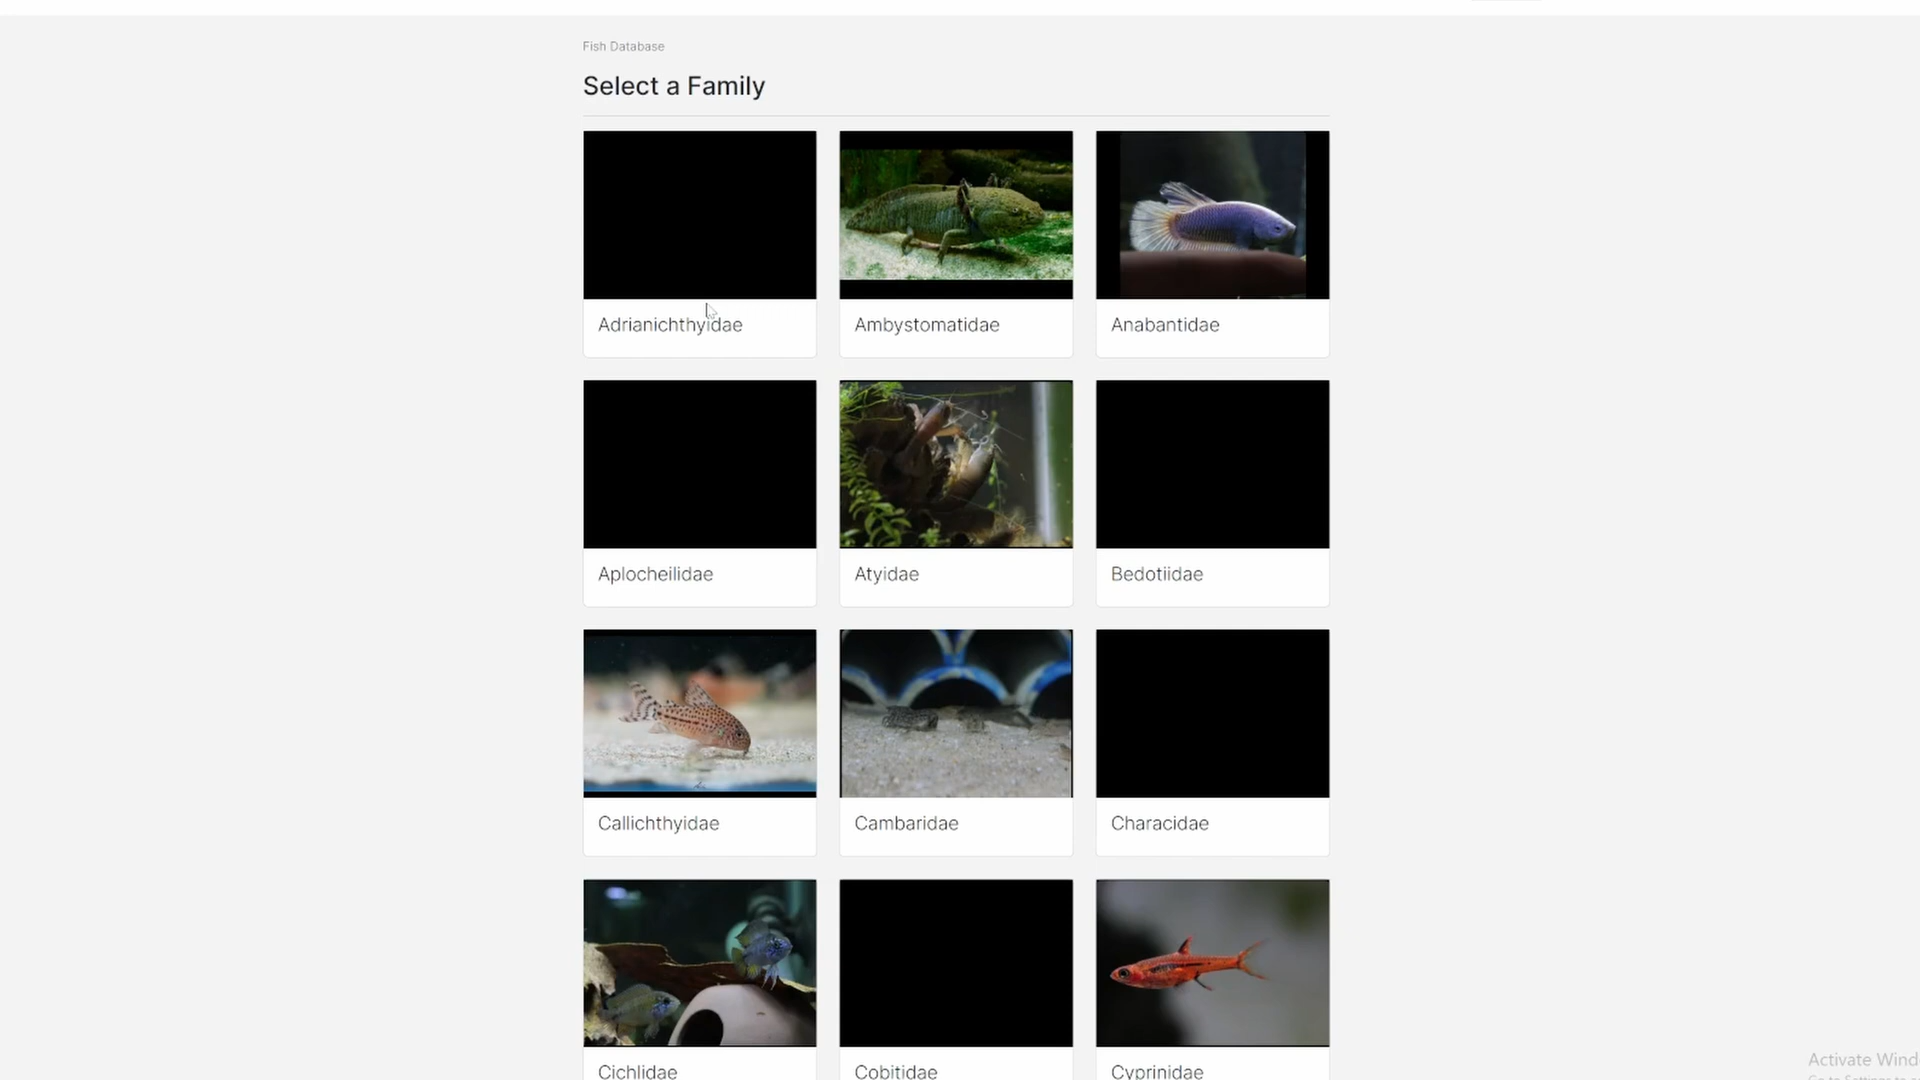 Fish Database
Select a Family
Adrianichthyidae
Ambystomatidae
Anabantidae
Aplocheilidae
Atyidae
Bedotiidae
Callichthyidae
Cambaridae
Characidae
Cichlidae
Cobitidae
Cyprinidae
Activate Wind